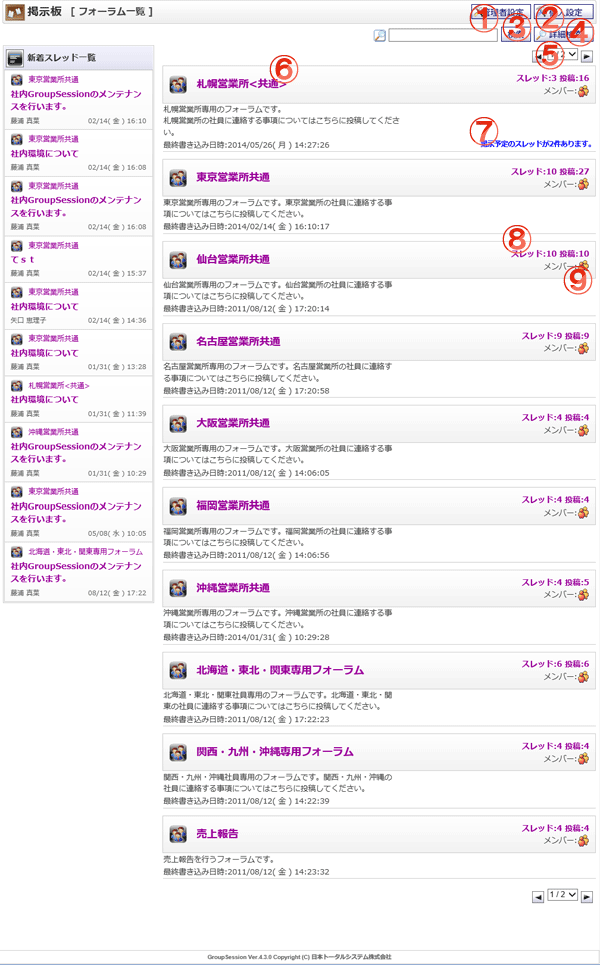 掲示板 [ フォーラム一覧 ]
① 管理者設定 ② 個人設定
③ 検索 ④ 詳細検索
⑤ 1 / 2
新着スレッド一覧
東京営業所共通
社内GroupSessionのメンテナン
スを行います。
藤浦 真菜 02/14( 金 ) 16:10
東京営業所共通
社内環境について
藤浦 真菜 02/14( 金 ) 16:08
東京営業所共通
社内GroupSessionのメンテナン
スを行います。
藤浦 真菜 02/14( 金 ) 16:08
東京営業所共通
てｓｔ
藤浦 真菜 02/14( 金 ) 15:37
東京営業所共通
社内環境について
矢口 恵理子 02/14( 金 ) 14:36
東京営業所共通
社内環境について
藤浦 真菜 01/31( 金 ) 13:28
札幌営業所<共通>
社内環境について
藤浦 真菜 01/31( 金 ) 11:39
沖縄営業所共通
社内GroupSessionのメンテナン
スを行います。
藤浦 真菜 01/31( 金 ) 10:29
東京営業所共通
社内GroupSessionのメンテナン
スを行います。
藤浦 真菜 05/08( 水 ) 10:05
北海道・東北・関東専用フォーラム
社内GroupSessionのメンテナン
スを行います。
藤浦 真菜 08/12( 金 ) 17:22
⑥
札幌営業所<共通> スレッド:3 投稿:16
メンバー:
札幌営業所専用のフォーラムです。
札幌営業所の社員に連絡する事項についてはこちらに投稿してくださ
い。
最終書き込み日時:2014/05/26( 月 ) 14:27:26
⑦ 掲示予定のスレッドが2件あります。
東京営業所共通 スレッド:10 投稿:27
メンバー:
東京営業所専用のフォーラムです。東京営業所の社員に連絡する事
項についてはこちらに投稿してください。
最終書き込み日時:2014/02/14( 金 ) 16:10:17
⑧
仙台営業所共通 スレッド:10 投稿:10
メンバー:
⑨
仙台営業所専用のフォーラムです。仙台営業所の社員に連絡する事
項についてはこちらに投稿してください。
最終書き込み日時:2011/08/12( 金 ) 17:20:14
名古屋営業所共通 スレッド:9 投稿:9
メンバー:
名古屋営業所専用のフォーラムです。名古屋営業所の社員に連絡す
る事項についてはこちらに投稿してください。
最終書き込み日時:2011/08/12( 金 ) 17:20:58
大阪営業所共通 スレッド:4 投稿:4
メンバー:
大阪営業所専用のフォーラムです。大阪営業所の社員に連絡する事
項についてはこちらに投稿してください。
最終書き込み日時:2011/08/12( 金 ) 14:06:05
福岡営業所共通 スレッド:4 投稿:4
メンバー:
福岡営業所専用のフォーラムです。福岡営業所の社員に連絡する事
項についてはこちらに投稿してください。
最終書き込み日時:2011/08/12( 金 ) 14:06:56
沖縄営業所共通 スレッド:4 投稿:5
メンバー:
沖縄営業所専用のフォーラムです。沖縄営業所の社員に連絡する事
項についてはこちらに投稿してください。
最終書き込み日時:2014/01/31( 金 ) 10:29:28
北海道・東北・関東専用フォーラム スレッド:6 投稿:6
メンバー:
北海道・東北・関東社員専用のフォーラムです。北海道・東北・関
東の社員に連絡する事項についてはこちらに投稿してください。
最終書き込み日時:2011/08/12( 金 ) 17:22:23
関西・九州・沖縄専用フォーラム スレッド:4 投稿:4
メンバー:
関西・九州・沖縄社員専用のフォーラムです。関西・九州・沖縄の
社員に連絡する事項についてはこちらに投稿してください。
最終書き込み日時:2011/08/12( 金 ) 14:22:39
売上報告 スレッド:4 投稿:4
メンバー:
売上報告を行うフォーラムです。
最終書き込み日時:2011/08/12( 金 ) 14:23:32
1 / 2
GroupSession Ver.4.3.0 Copyright (C) 日本トータルシステム株式会社